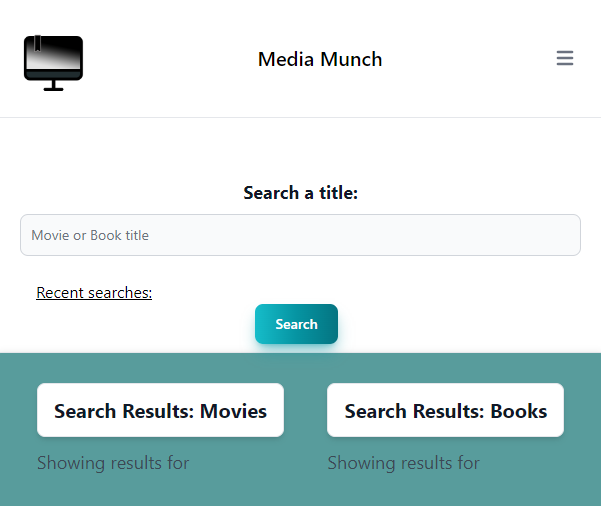 Media Munch
Search a title:
Movie or Book title
Recent searches:
Search
Search Results: Movies
Showing results for
Search Results: Books
Showing results for